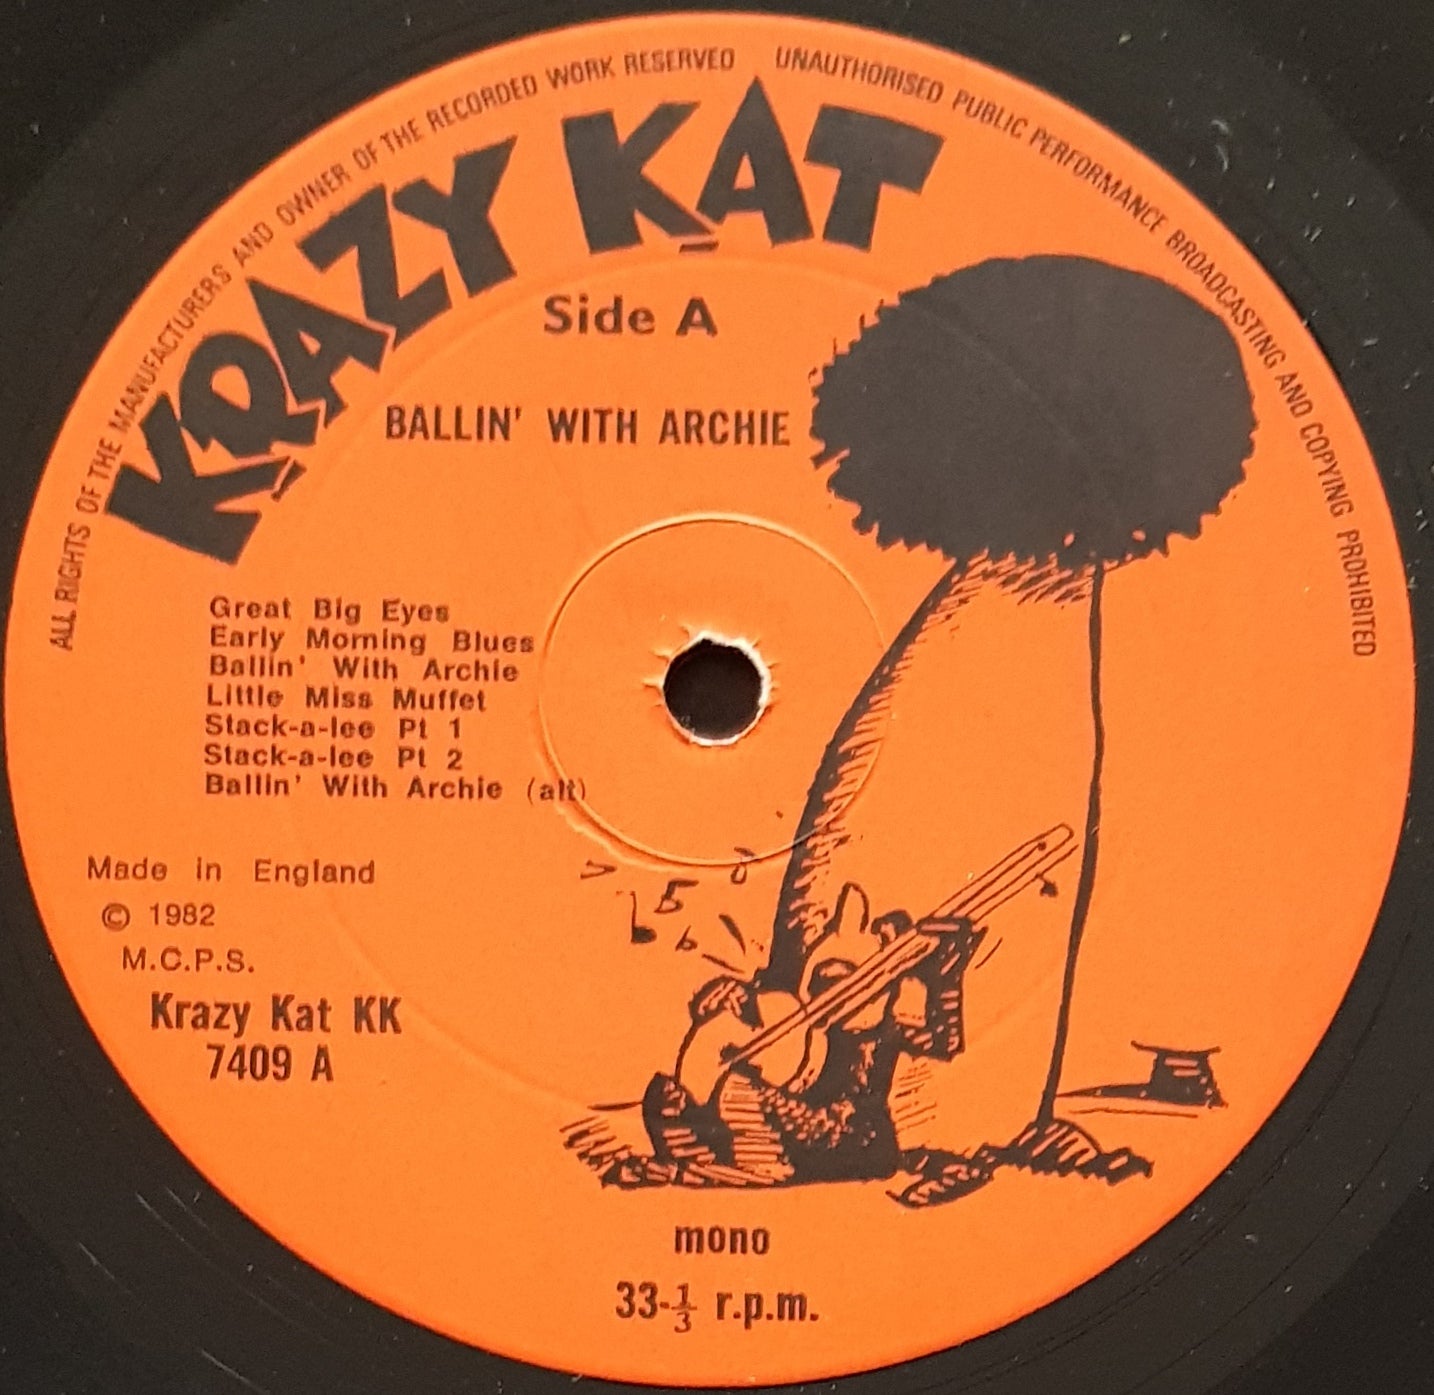 ALL RIGHTS OF THE MANUFACTURERS AND OWNER OF THE RECORDED WORK RESERVED UNAUTHORISED PUBLIC PERFORMANCE BROADCASTING AND COPYING PROHIBITED
KRAZY KAT
Side A
BALLIN' WITH ARCHIE
Great Big Eyes
Early Morning Blues
Ballin' With Archie
Little Miss Muffet
Stack-a-lee Pt 1
Stack-a-lee Pt 2
Ballin' With Archie (alt)
Made in England
© 1982
M.C.P.S.
Krazy Kat KK
7409 A
mono
33-1/3 r.p.m.